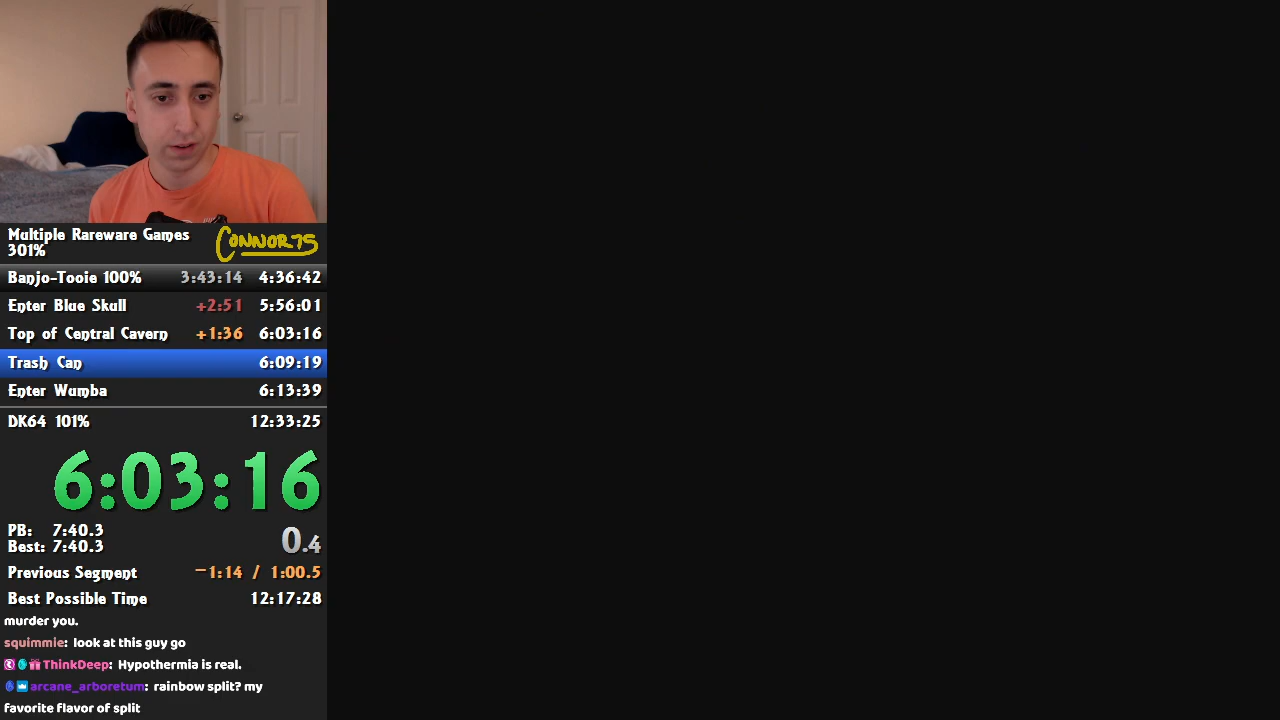 Multiple Rareware Games
301%
CONNOR75
Banjo-Tooie 100% 3:43:14 4:36:42
Enter Blue Skull +2:51 5:56:01
Top of Central Cavern +1:36 6:03:16
Trash Can 6:09:19
Enter Wumba 6:13:39
DK64 101% 12:33:25
6:03:16
PB: 7:40.3
Best: 7:40.3
0.4
Previous Segment -1:14 / 1:00.5
Best Possible Time 12:17:28
murder you.
squimmie: look at this guy go
ThinkDeep: Hypothermia is real.
arcane_arboretum: rainbow split? my
favorite flavor of split